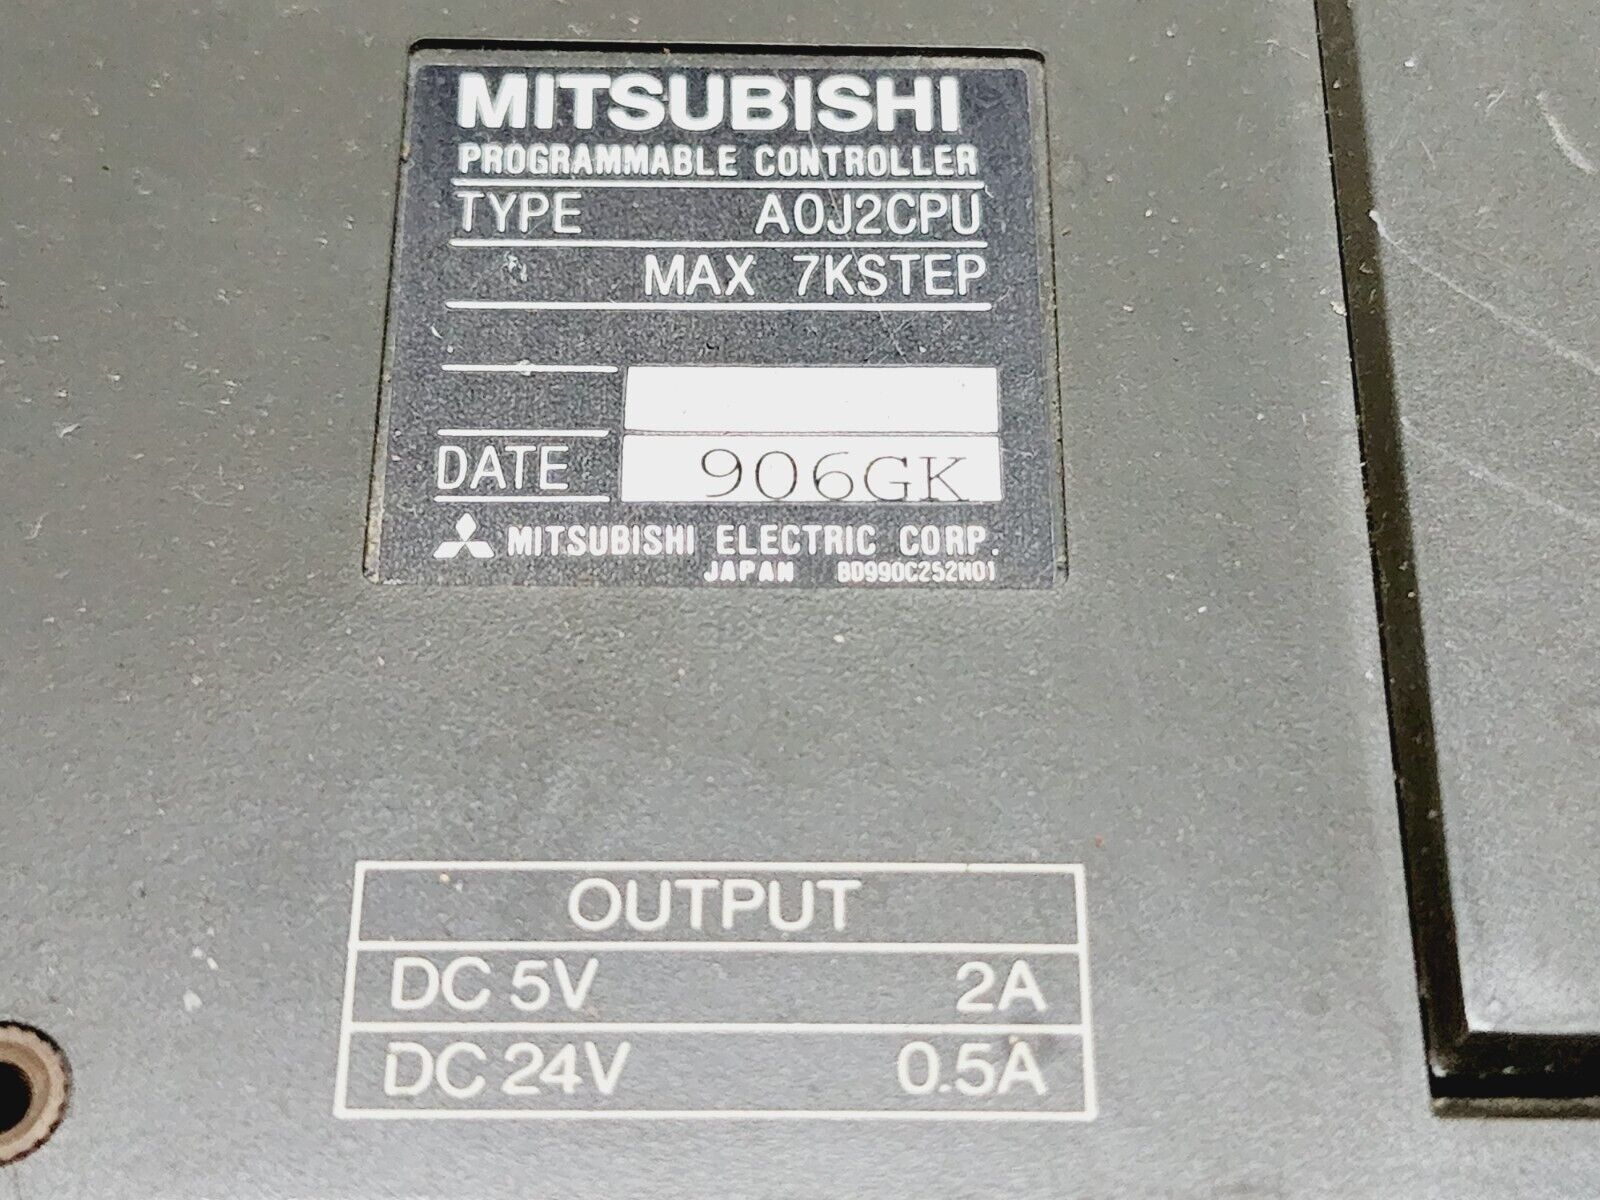 MITSUBISHI
PROGRAMMABLE CONTROLLER
TYPE A0J2CPU
MAX 7KSTEP
DATE 906GK
MITSUBISHI ELECTRIC CORP.
JAPAN BD990C252H01
OUTPUT
DC 5V 2A
DC 24V 0.5A